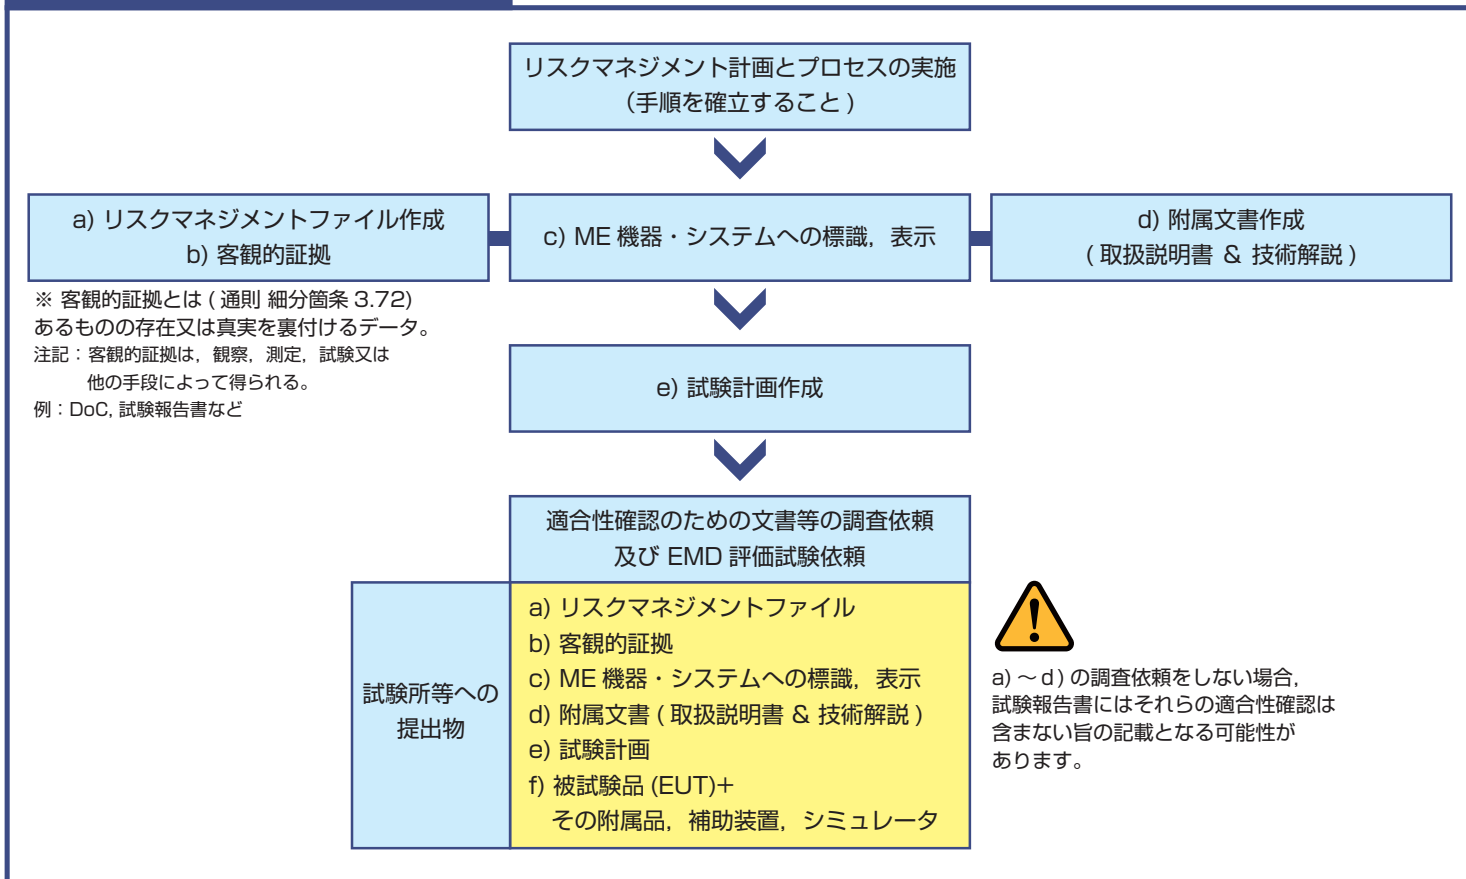 リスクマネジメント計画とプロセスの実施
(手順を確立すること)
a) リスクマネジメントファイル作成
b) 客観的証拠
c) ME 機器・システムへの標識，表示
d) 附属文書作成
( 取扱説明書 & 技術解説 )
※ 客観的証拠とは ( 通則 細分箇条 3.72)
あるものの存在又は真実を裏付けるデータ。
注記：客観的証拠は，観察，測定，試験又は
他の手段によって得られる。
例：DoC, 試験報告書など
e) 試験計画作成
適合性確認のための文書等の調査依頼
及び EMD 評価試験依頼
試験所等への
提出物
a) リスクマネジメントファイル
b) 客観的証拠
c) ME 機器・システムへの標識，表示
d) 附属文書 ( 取扱説明書 & 技術解説 )
e) 試験計画
f) 被試験品 (EUT)+
その附属品，補助装置，シミュレータ
a) ～ d ) の調査依頼をしない場合，
試験報告書にはそれらの適合性確認は
含まない旨の記載となる可能性が
あります。